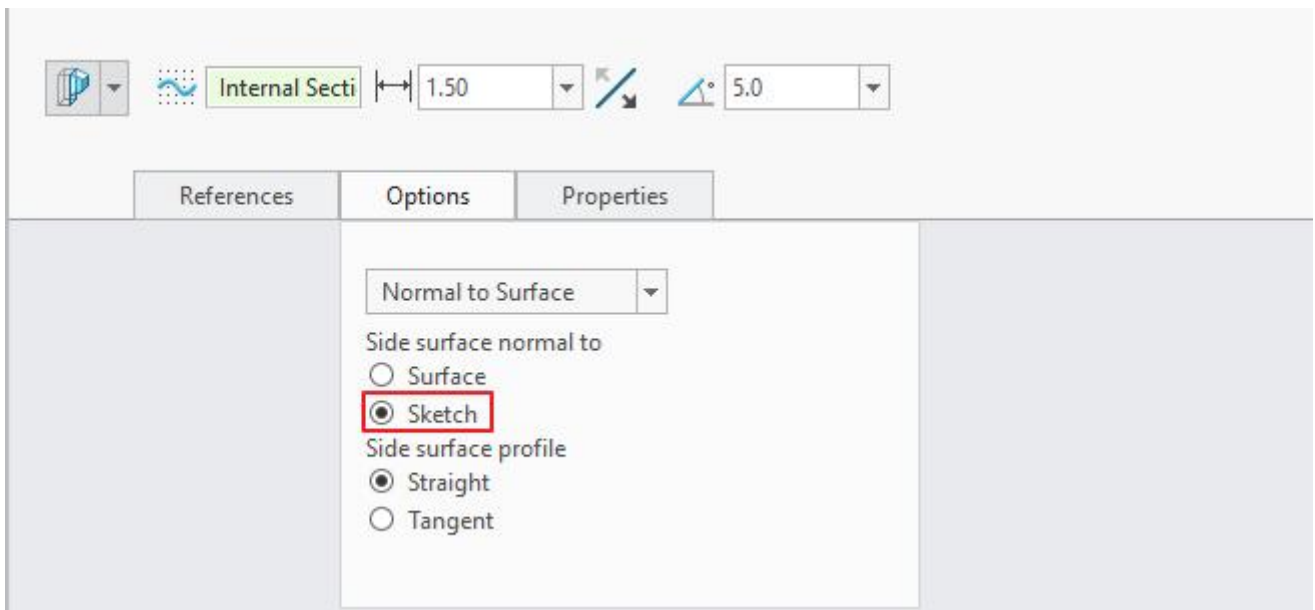 Internal Secti 1.50 5.0
References Options Properties
Normal to Surface
Side surface normal to
Surface
Sketch
Side surface profile
Straight
Tangent